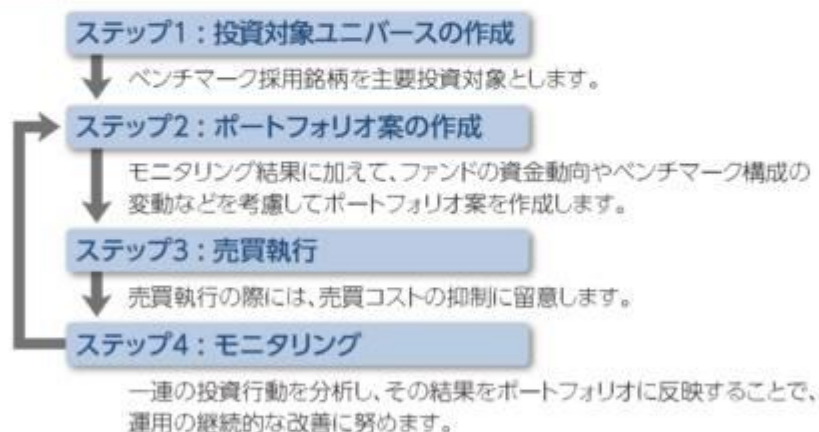 ステップ1：投資対象ユニバースの作成
ベンチマーク採用銘柄を主要投資対象とします。
ステップ2：ポートフォリオ案の作成
モニタリング結果に加えて、ファンドの資金動向やベンチマーク構成の
変動などを考慮してポートフォリオ案を作成します。
ステップ3：売買執行
売買執行の際には、売買コストの抑制に留意します。
ステップ4：モニタリング
一連の投資行動を分析し、その結果をポートフォリオに反映することで、
運用の継続的な改善に努めます。